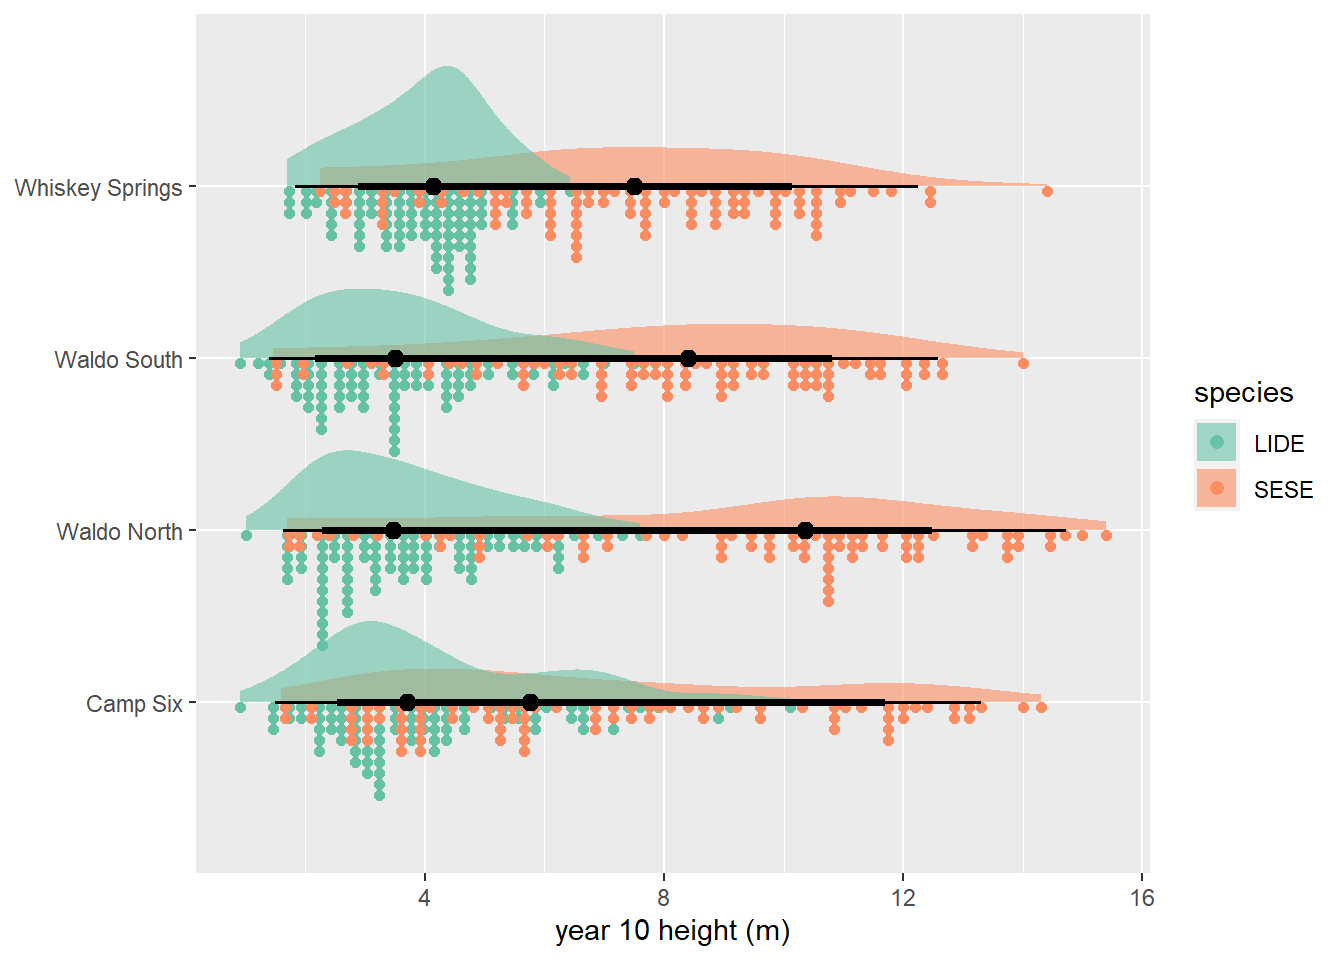 Whiskey Springs
Waldo South
Waldo North
Camp Six
4
8
12
16
year 10 height (m)
species
LIDE
SESE